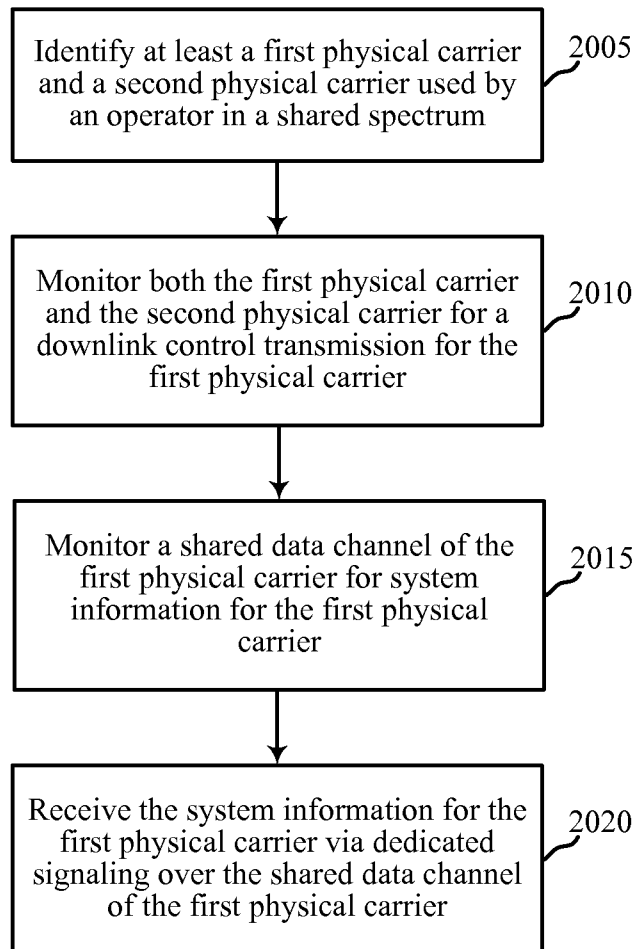 Identify at least a first physical carrier
and a second physical carrier used by
an operator in a shared spectrum
2005
Monitor both the first physical carrier
and the second physical carrier for a
downlink control transmission for the
first physical carrier
2010
Monitor a shared data channel of the
first physical carrier for system
information for the first physical
carrier
2015
Receive the system information for the
first physical carrier via dedicated
signaling over the shared data channel
of the first physical carrier
2020